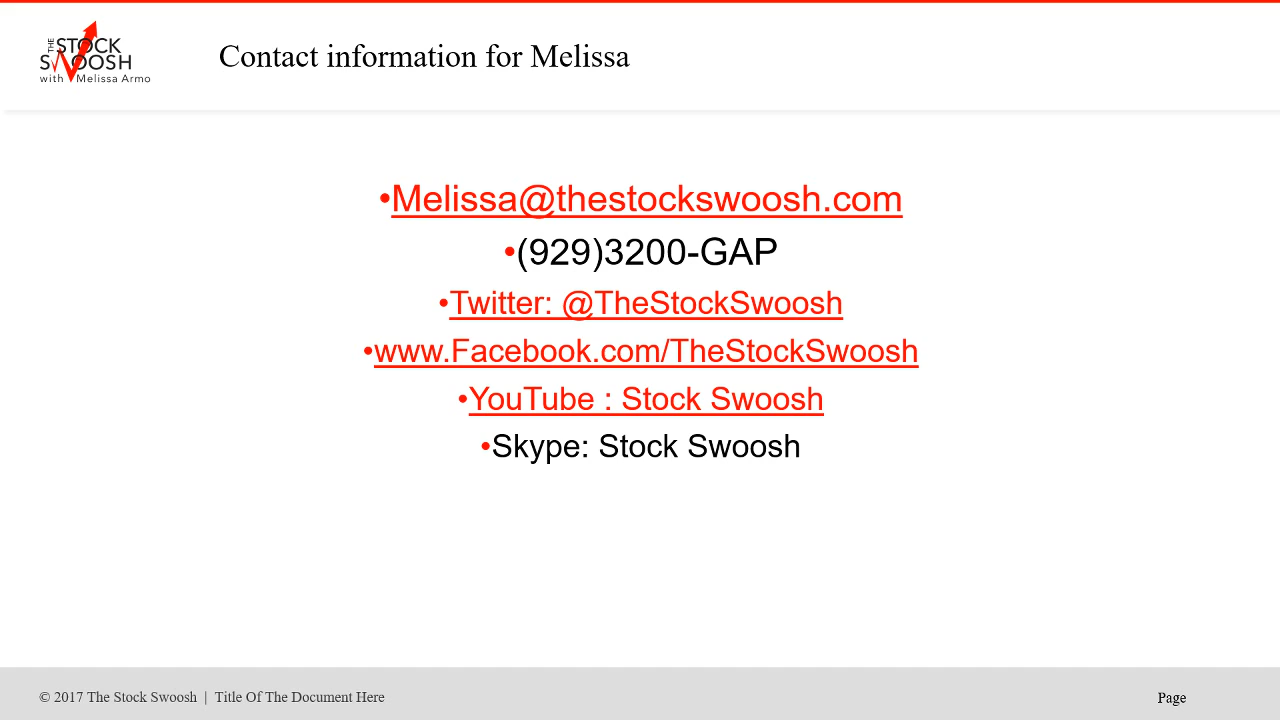 THE STOCK
SWOOSH
with Melissa Armo
Contact information for Melissa
•Melissa@thestockswoosh.com
•(929)3200-GAP
•Twitter: @TheStockSwoosh
•www.Facebook.com/TheStockSwoosh
•YouTube : Stock Swoosh
•Skype: Stock Swoosh
© 2017 The Stock Swoosh | Title Of The Document Here
Page